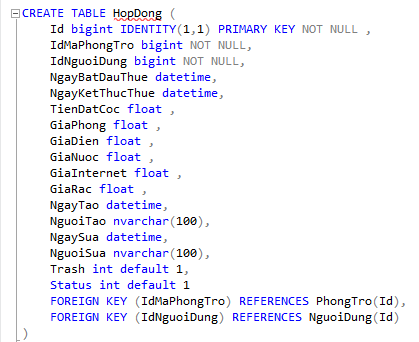 CREATE TABLE HopDong (
Id bigint IDENTITY(1,1) PRIMARY KEY NOT NULL ,
IdMaPhongTro bigint NOT NULL,
IdNguoiDung bigint NOT NULL,
NgayBatDauThue datetime,
NgayKetThucThue datetime,
TienDatCoc float ,
GiaPhong float ,
GiaDien float ,
GiaNuoc float ,
GiaInternet float ,
GiaRac float ,
NgayTao datetime,
NguoiTao nvarchar(100),
NgaySua datetime,
NguoiSua nvarchar(100),
Trash int default 1,
Status int default 1
FOREIGN KEY (IdMaPhongTro) REFERENCES PhongTro(Id),
FOREIGN KEY (IdNguoiDung) REFERENCES NguoiDung(Id)
)